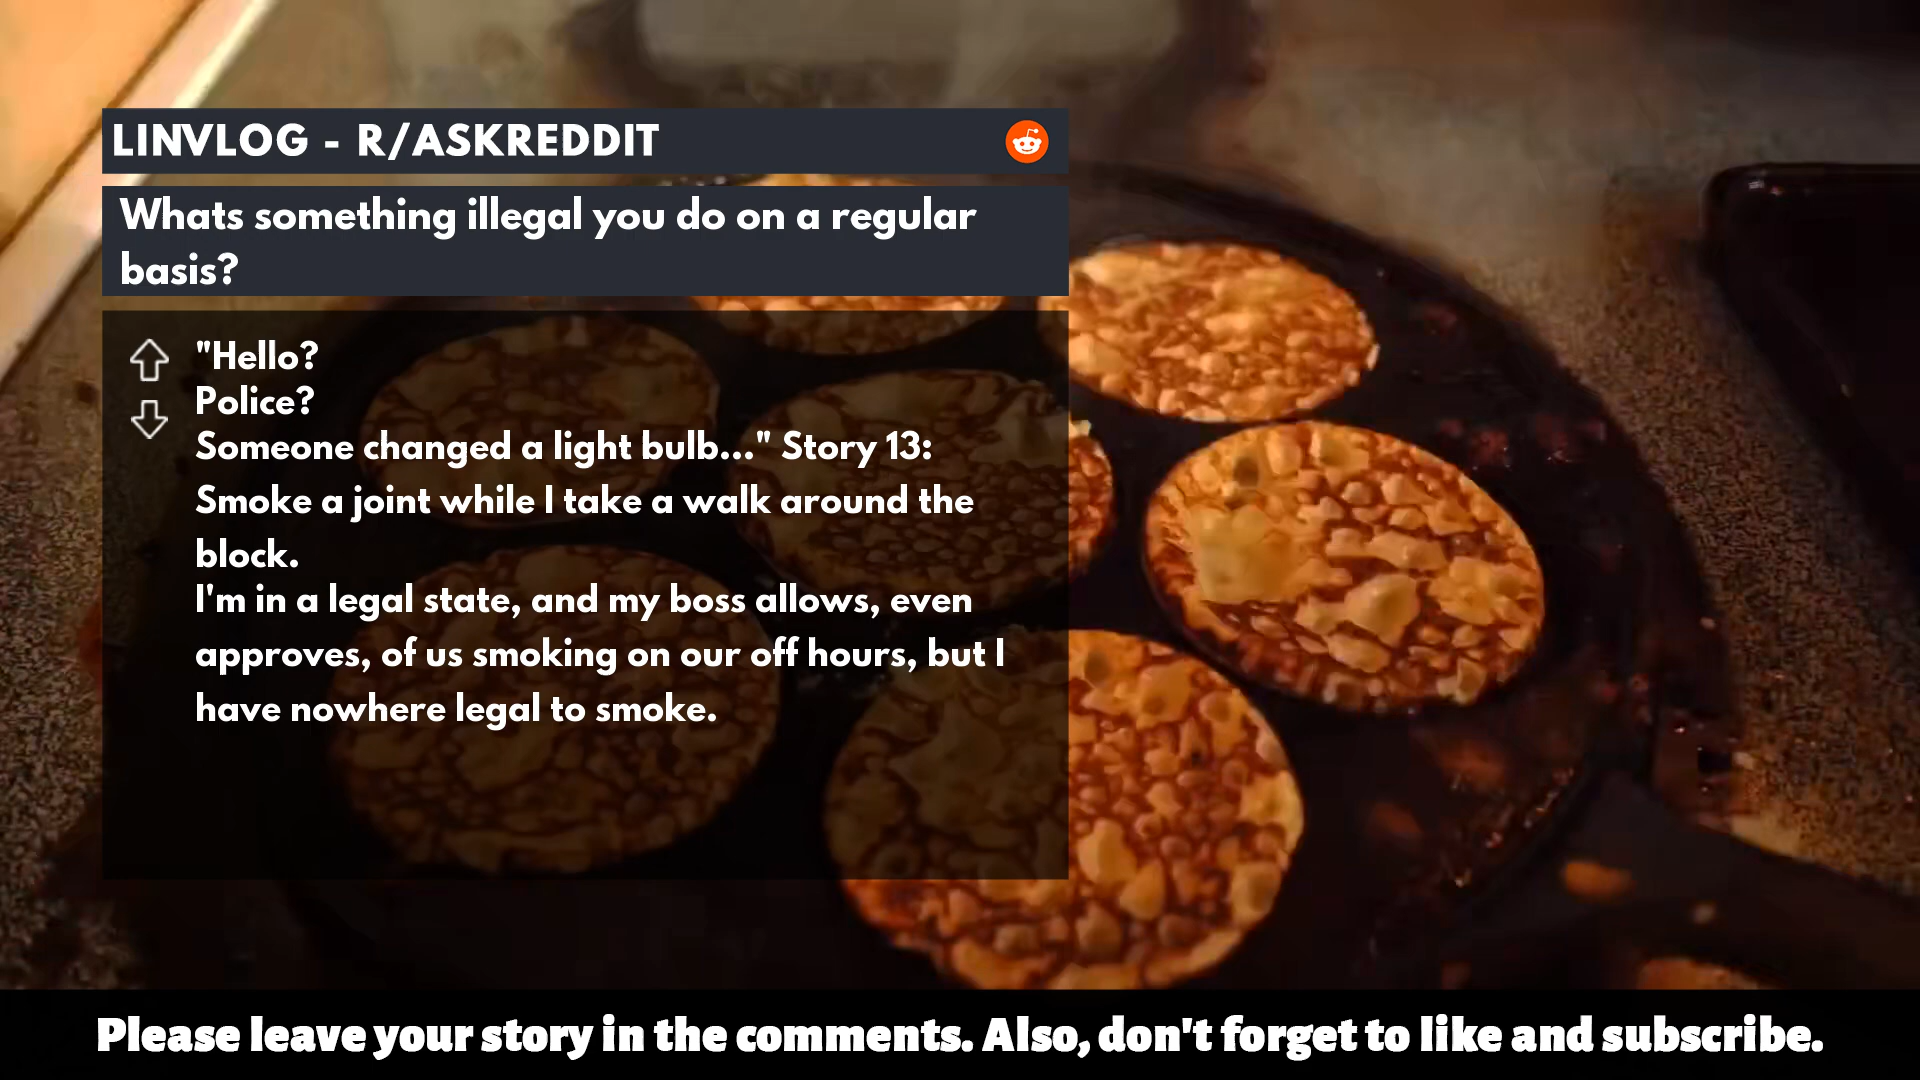 LINVLOG - R/ASKREDDIT
Whats something illegal you do on a regular
basis?
"Hello?
Police?
Someone changed a light bulb..." Story 13:
Smoke a joint while I take a walk around the
block.
I'm in a legal state, and my boss allows, even
approves, of us smoking on our off hours, but I
have nowhere legal to smoke.
Please leave your story in the comments. Also, don't forget to like and subscribe.